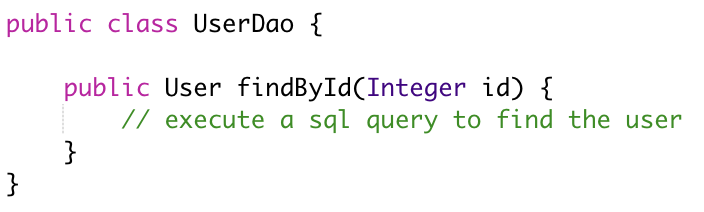 public class UserDao {
public User findById(Integer id) {
// execute a sql query to find the user
}
}